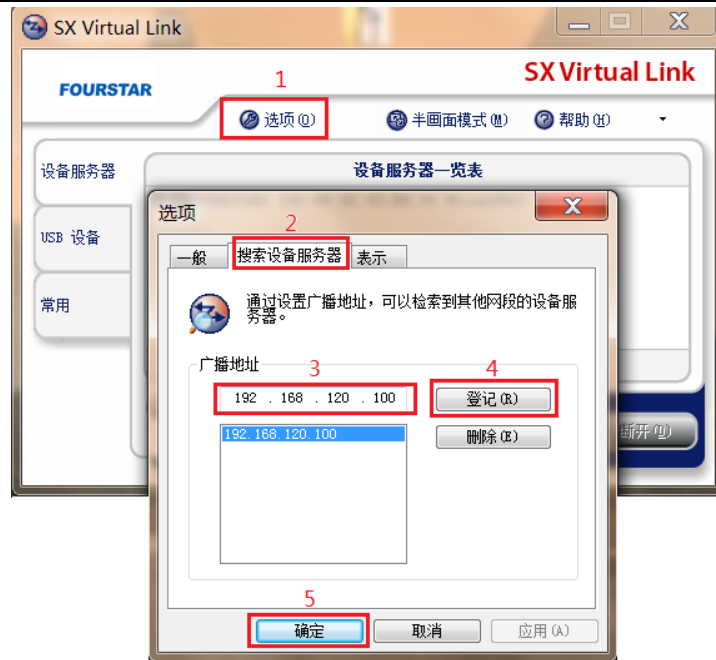 SX Virtual Link
FOURSTAR
SX Virtual Link
1
选项(O)
半画面模式(M)
帮助(H)
设备服务器
设备服务器一览表
USB 设备
常用
选项
2
一般
搜索设备服务器
表示
通过设置广播地址，可以检索到其他网段的设备服
务器。
广播地址
3
4
192 . 168 . 120 . 100
登记(R)
192.168.120.100
删除(E)
断开(D)
5
确定
取消
应用(A)